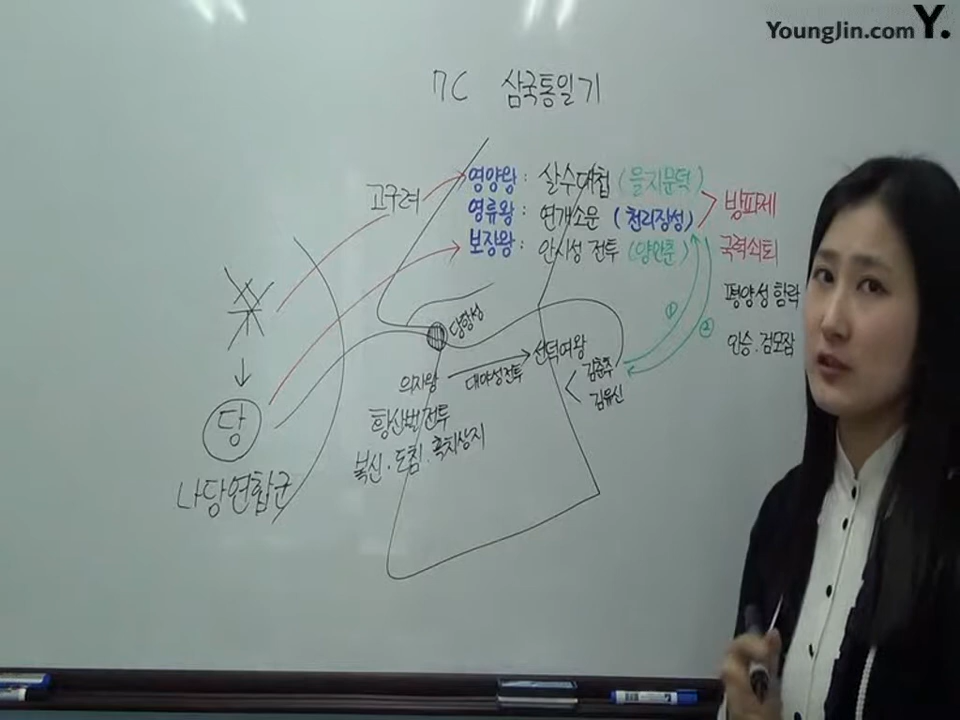 YoungJin.com Y.
7C 삼국통일기
고구려
영양왕 : 살수대첩 (을지문덕)
영류왕 : 연개소문 (천리장성)
보장왕 : 안시성 전투 (양만춘)
방파제
국력쇠퇴
평양성 함락
안승·검모잠
①
②
당항성
의자왕
대야성전투
선덕여왕
김춘추
김유신
황산벌 전투
복신·도침·흑치상지
당
나당연합군